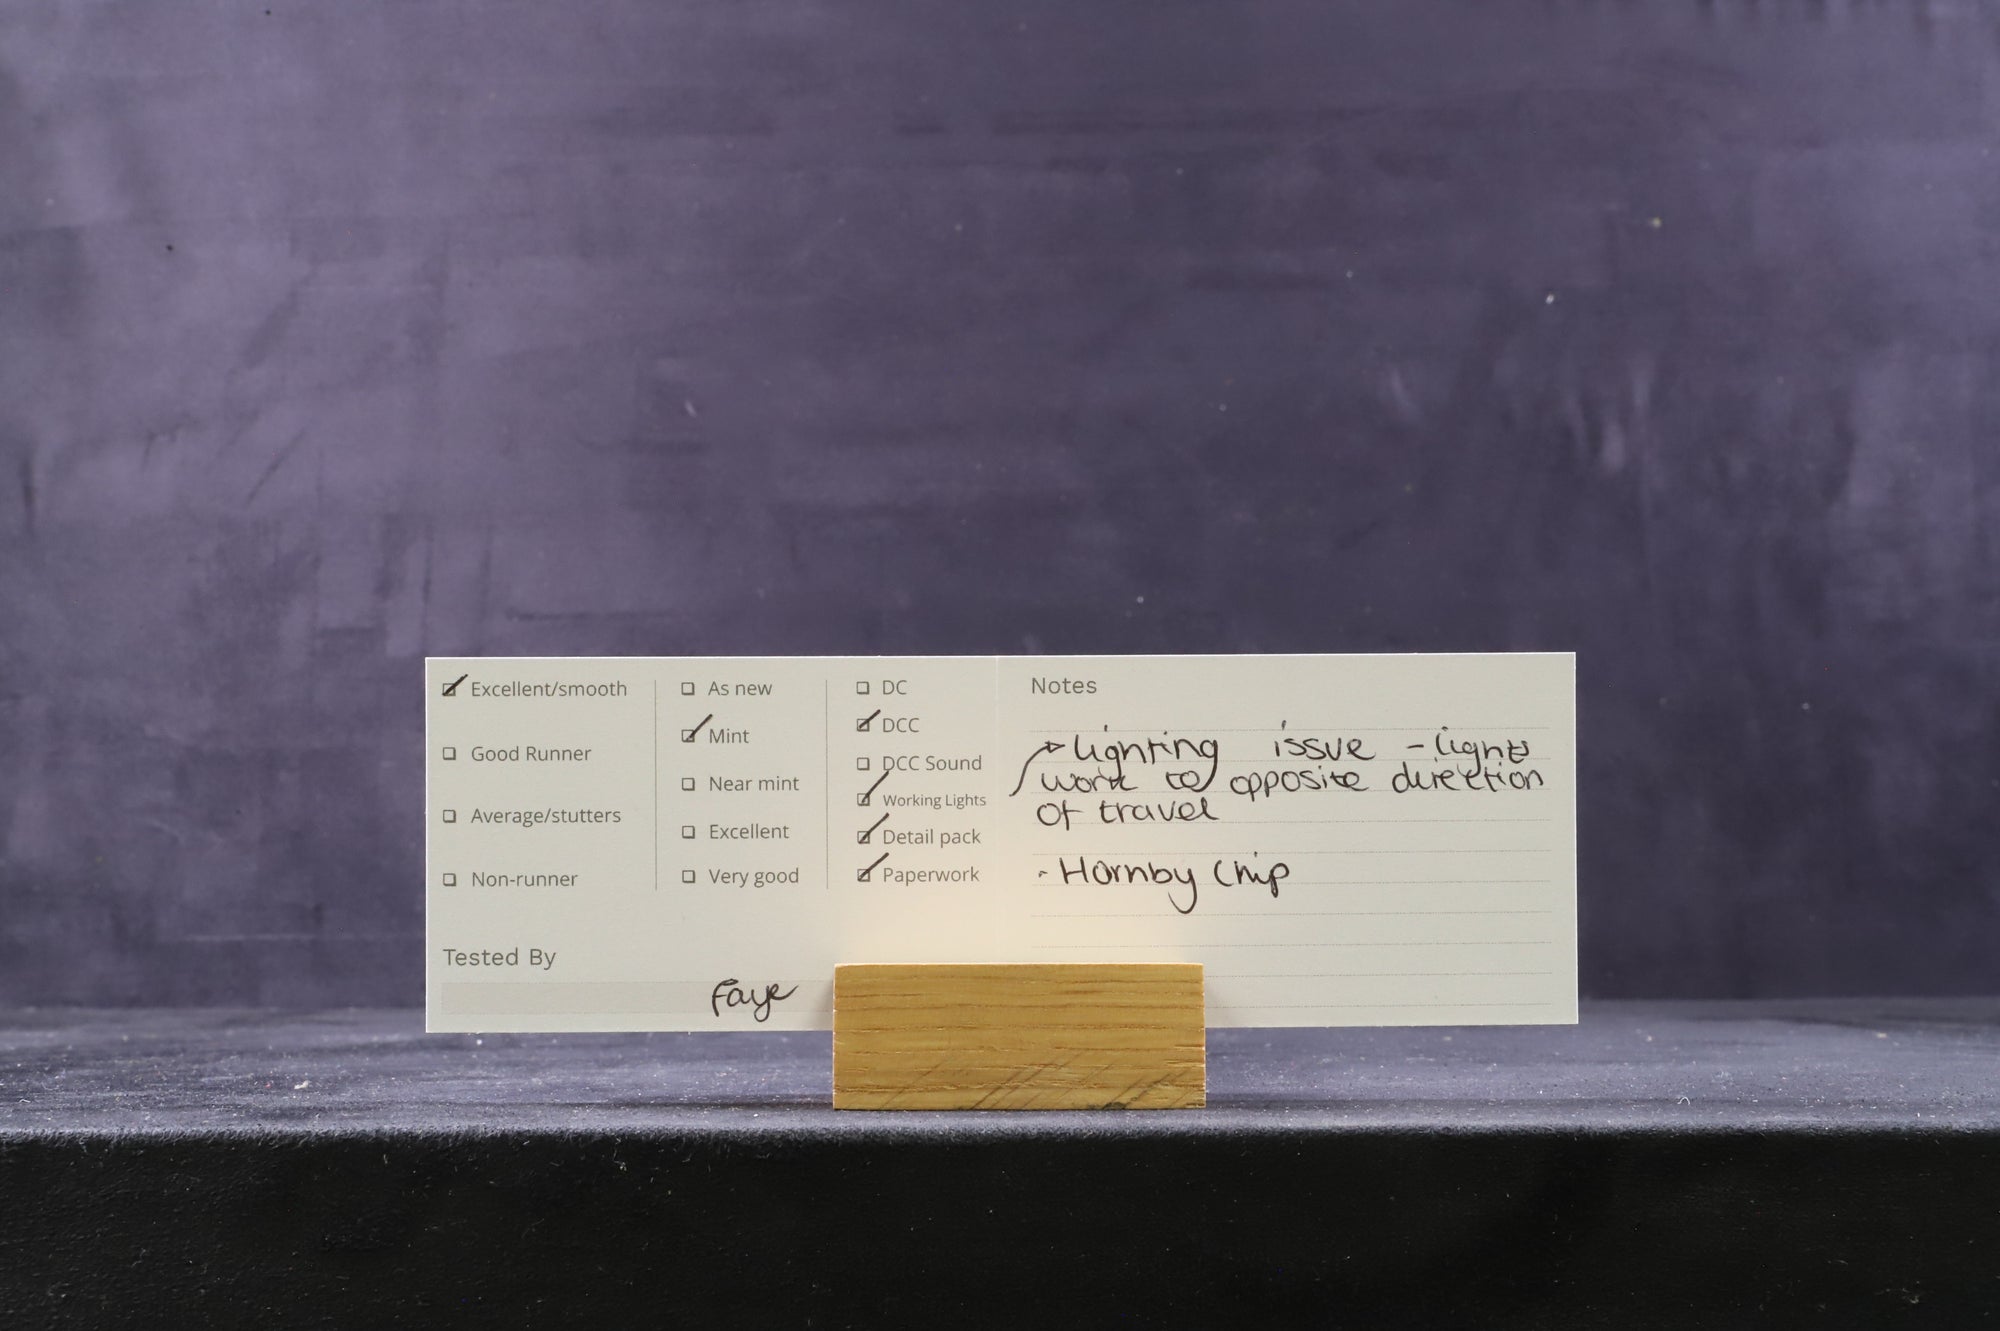 Excellent/smooth
Good Runner
Average/stutters
Non-runner
As new
Mint
Near mint
Excellent
Very good
DC
DCC
DCC Sound
Working Lights
Detail pack
Paperwork
Tested By
Faye
Notes
lighting issue - lights
work to opposite direction
of travel
- Hornby Chip